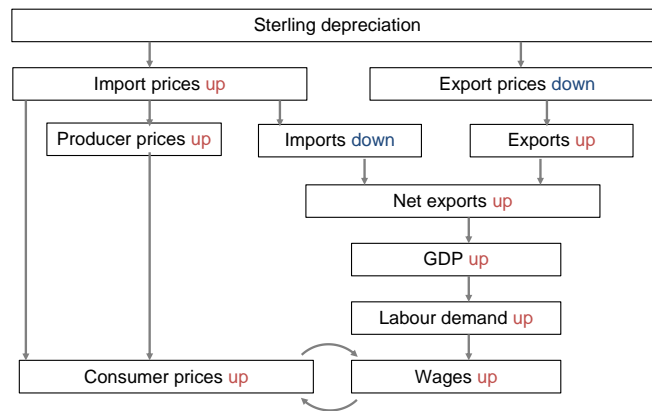 Sterling depreciation
Import prices up
Export prices down
Producer prices up
Imports down
Exports up
Net exports up
GDP up
Labour demand up
Consumer prices up
Wages up